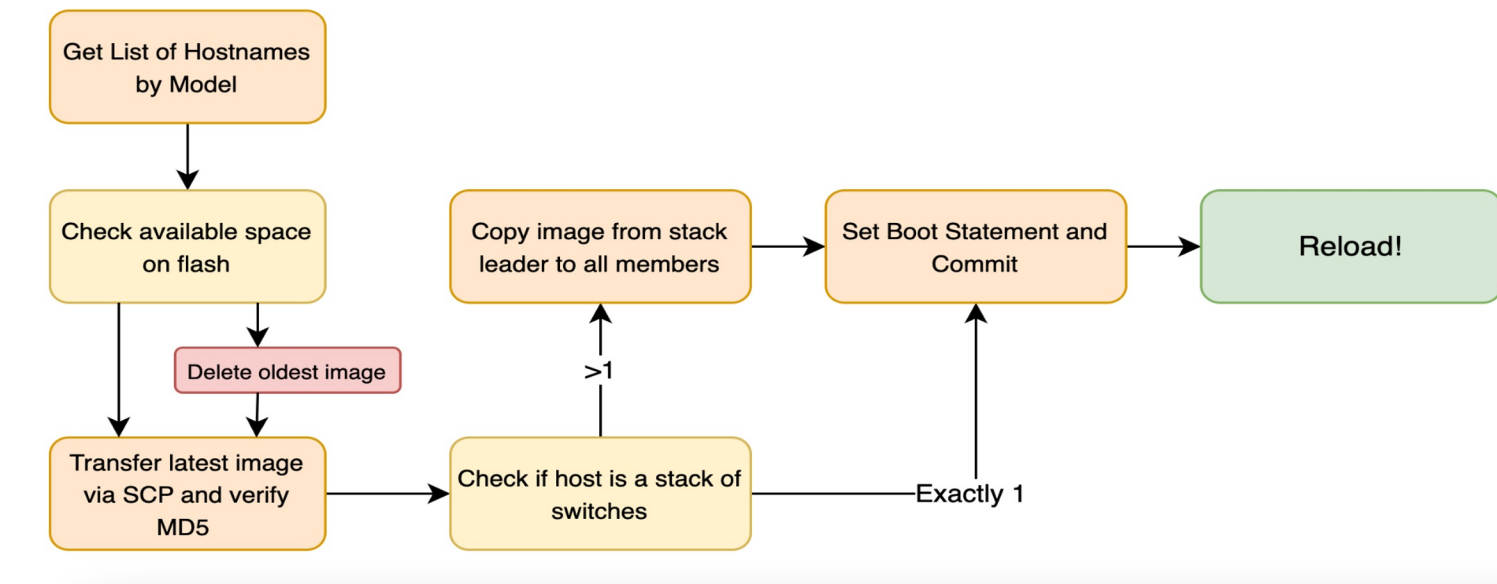 Get List of Hostnames
by Model
Check available space
on flash
Delete oldest image
Transfer latest image
via SCP and verify
MD5
Check if host is a stack of
switches
>1
Copy image from stack
leader to all members
Exactly 1
Set Boot Statement and
Commit
Reload!